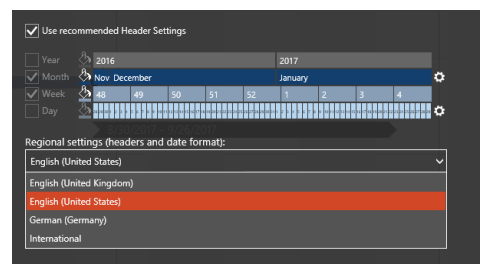 Use recommended Header Settings
Year 2016 2017
Month Nov December January
Week 48 49 50 51 52 1 2 3 4
Day
Regional settings (headers and date format):
English (United States)
English (United Kingdom)
English (United States)
German (Germany)
International